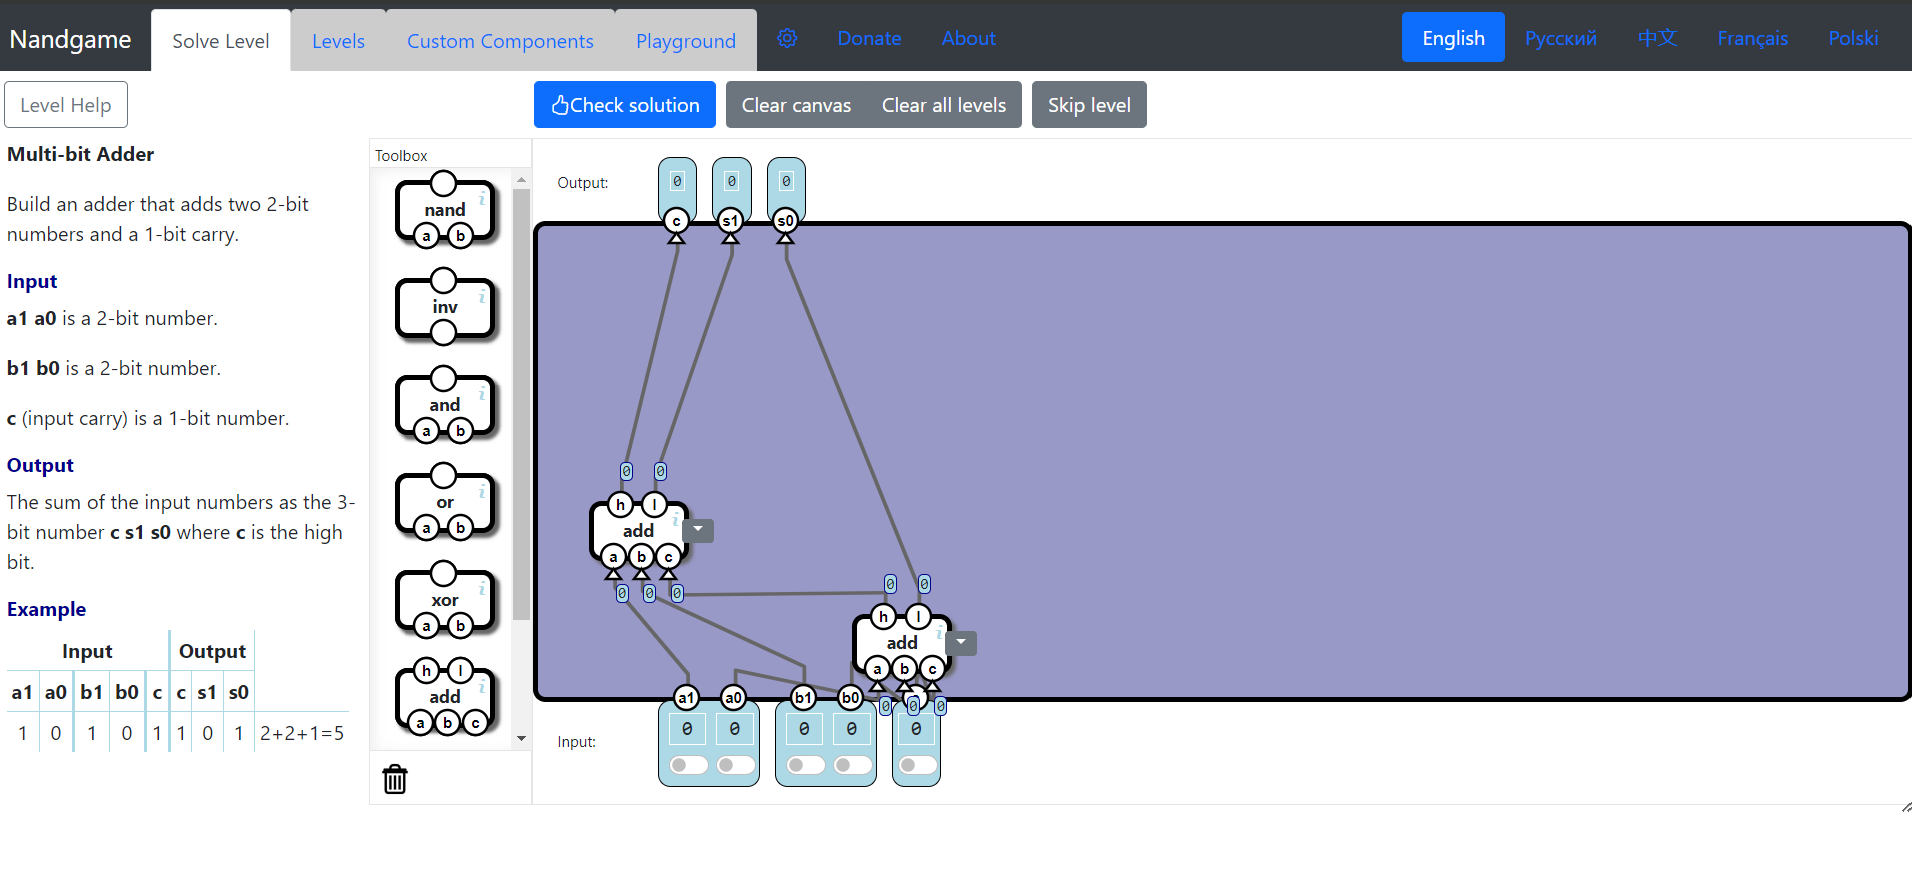 Nandgame Solve Level Levels Custom Components Playground Donate About English Русский 中文 Français Polski
Level Help Check solution Clear canvas Clear all levels Skip level
Multi-bit Adder
Build an adder that adds two 2-bit
numbers and a 1-bit carry.
Input
a1 a0 is a 2-bit number.
b1 b0 is a 2-bit number.
c (input carry) is a 1-bit number.
Output
The sum of the input numbers as the 3-
bit number c s1 s0 where c is the high
bit.
Example
Input Output
a1 a0 b1 b0 c c s1 s0
1 0 1 0 1 1 0 1 2+2+1=5
Toolbox
nand
a b
inv
and
a b
or
a b
xor
a b
h l
add
a b c
Output:
0 0 0
c s1 s0
0 0
h l
add
a b c
0 0 0
0 0
h l
add
a b c
a1 a0 b1 b0
0 0 0
Input:
0 0 0 0 0